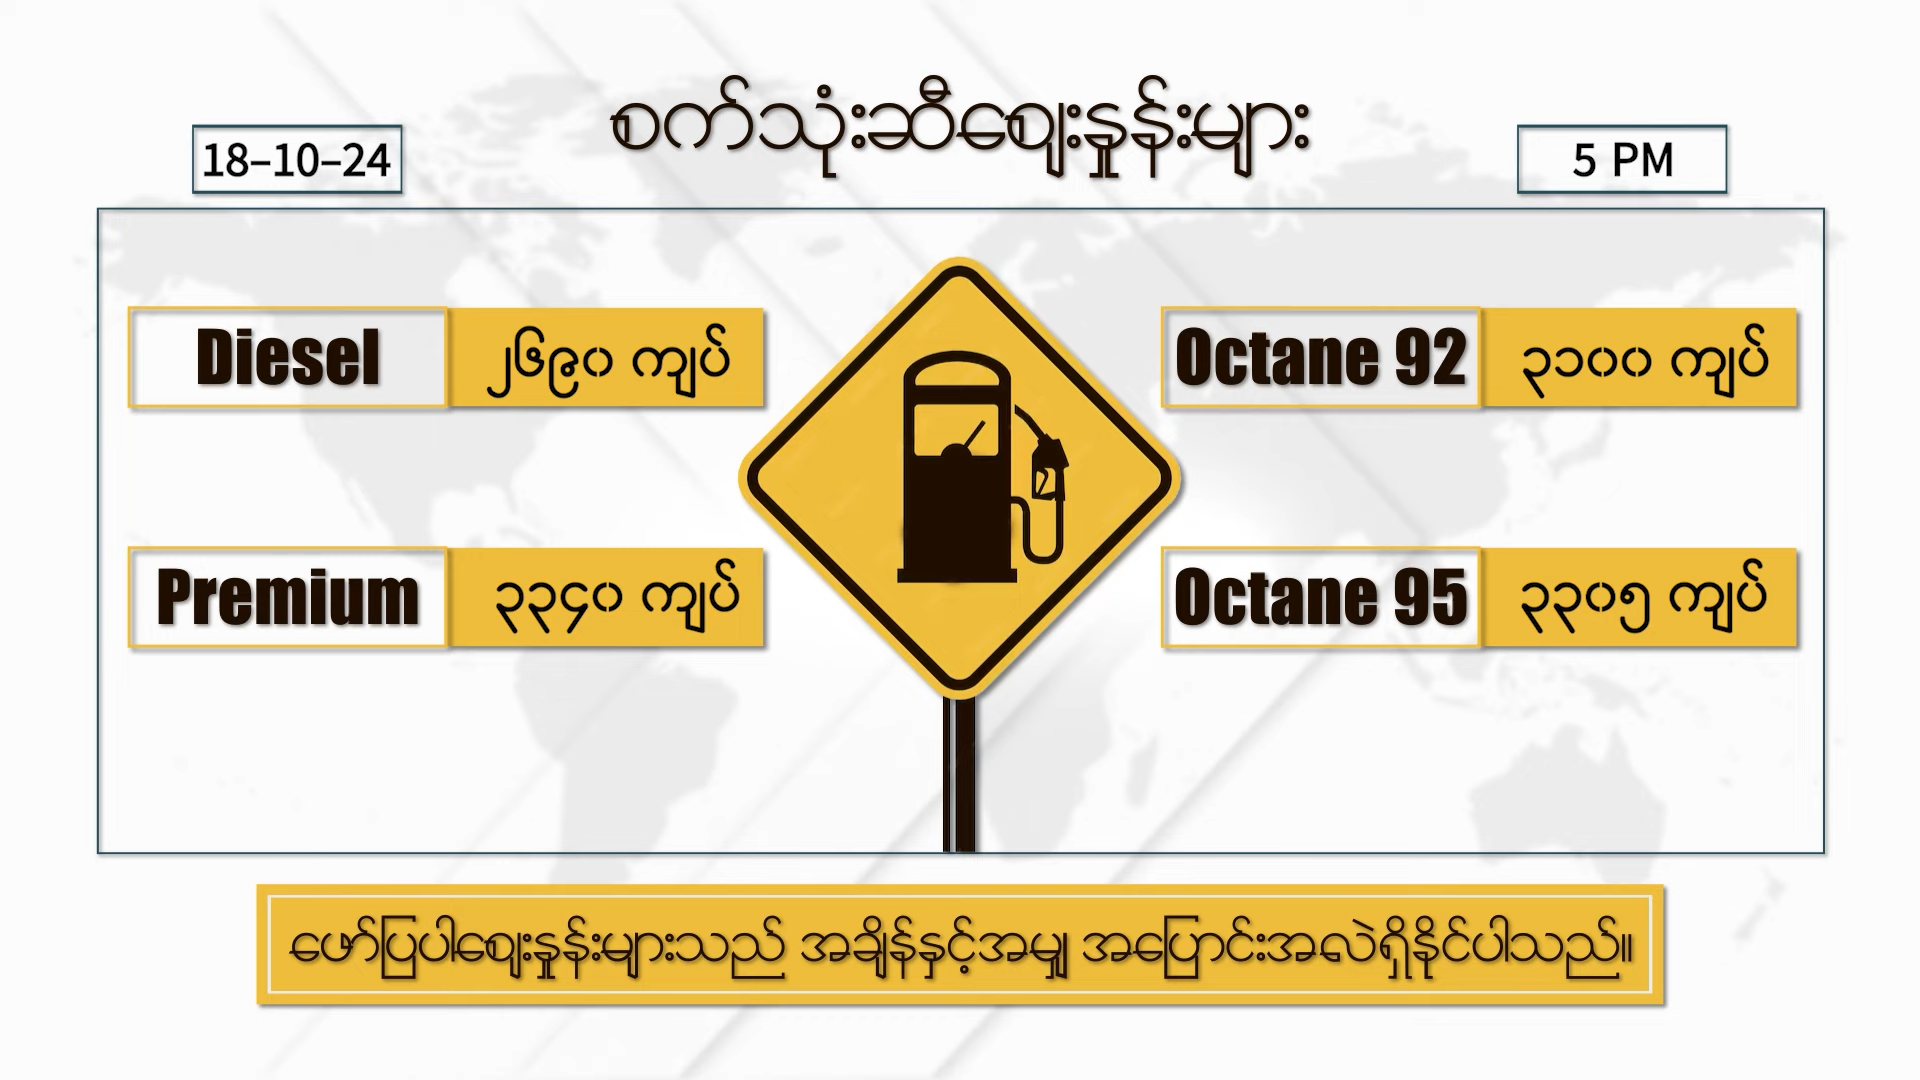 စက်သုံးဆီဈေးနှုန်းများ
18-10-24
5 PM
Diesel ၂၆၉၀ ကျပ်
Octane 92 ၃၁၀၀ ကျပ်
Premium ၃၃၄၀ ကျပ်
Octane 95 ၃၃၀၅ ကျပ်
ဖော်ပြပါဈေးနှုန်းများသည် အချိန်နှင့်အမျှ အပြောင်းအလဲရှိနိုင်ပါသည်။